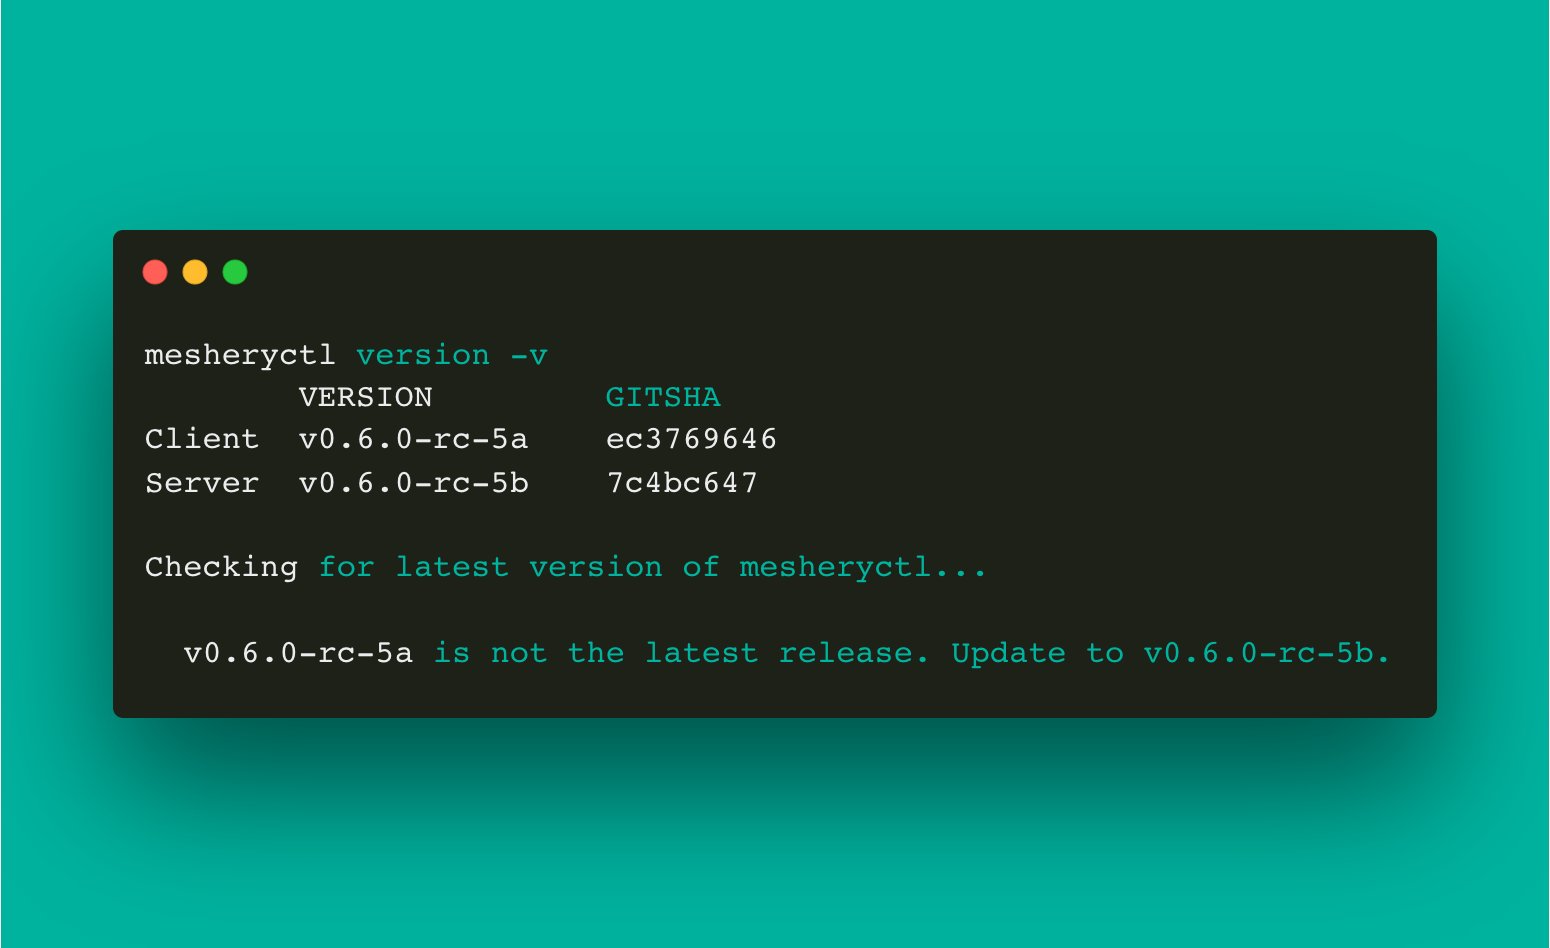 mesheryctl version -v
VERSION GITSHA
Client v0.6.0-rc-5a ec3769646
Server v0.6.0-rc-5b 7c4bc647
Checking for latest version of mesheryctl...
v0.6.0-rc-5a is not the latest release. Update to v0.6.0-rc-5b.